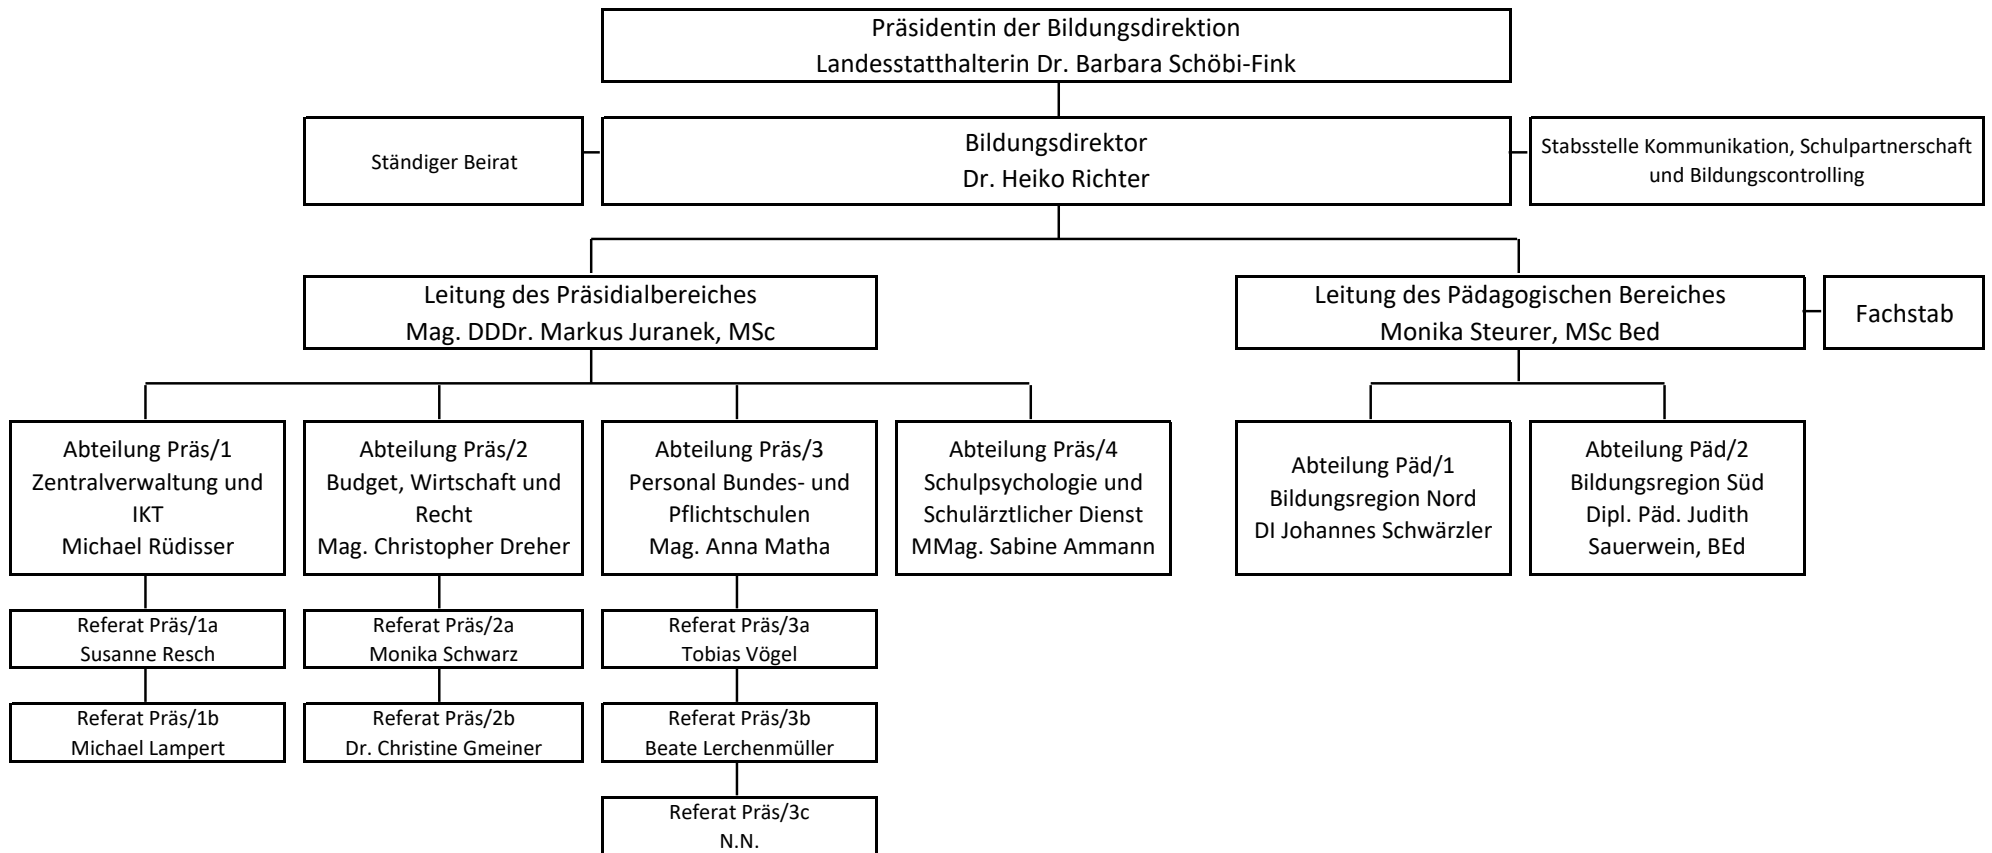 Präsidentin der Bildungsdirektion
Landesstatthalterin Dr. Barbara Schöbi-Fink
Ständiger Beirat
Bildungsdirektor
Dr. Heiko Richter
Stabsstelle Kommunikation, Schulpartnerschaft
und Bildungscontrolling
Leitung des Präsidialbereiches
Mag. DDDr. Markus Juranek, MSc
Leitung des Pädagogischen Bereiches
Monika Steurer, MSc Bed
Fachstab
Abteilung Präs/1
Zentralverwaltung und
IKT
Michael Rüdisser
Abteilung Präs/2
Budget, Wirtschaft und
Recht
Mag. Christopher Dreher
Abteilung Präs/3
Personal Bundes- und
Pflichtschulen
Mag. Anna Matha
Abteilung Präs/4
Schulpsychologie und
Schulärztlicher Dienst
MMag. Sabine Ammann
Abteilung Päd/1
Bildungsregion Nord
DI Johannes Schwärzler
Abteilung Päd/2
Bildungsregion Süd
Dipl. Päd. Judith
Sauerwein, BEd
Referat Präs/1a
Susanne Resch
Referat Präs/2a
Monika Schwarz
Referat Präs/3a
Tobias Vögel
Referat Präs/1b
Michael Lampert
Referat Präs/2b
Dr. Christine Gmeiner
Referat Präs/3b
Beate Lerchenmüller
Referat Präs/3c
N.N.